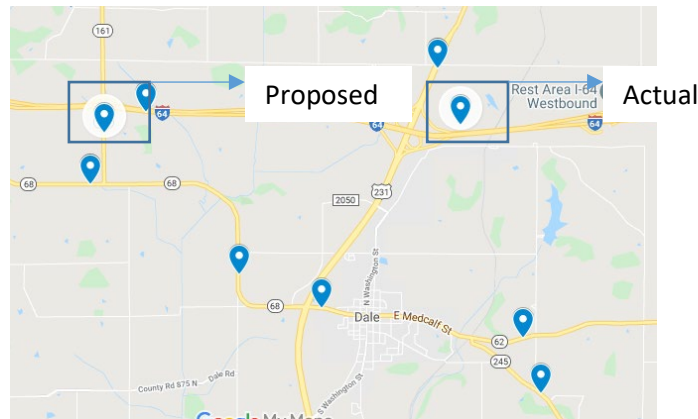 161
Proposed
Rest Area I-64
Westbound
Actual
64
64
64
68
68
2050
231
N Washington St
68
Dale
E Medcalf St
62
245
Dale Rd
County Rd 875 N
S Washington St
Google My Maps